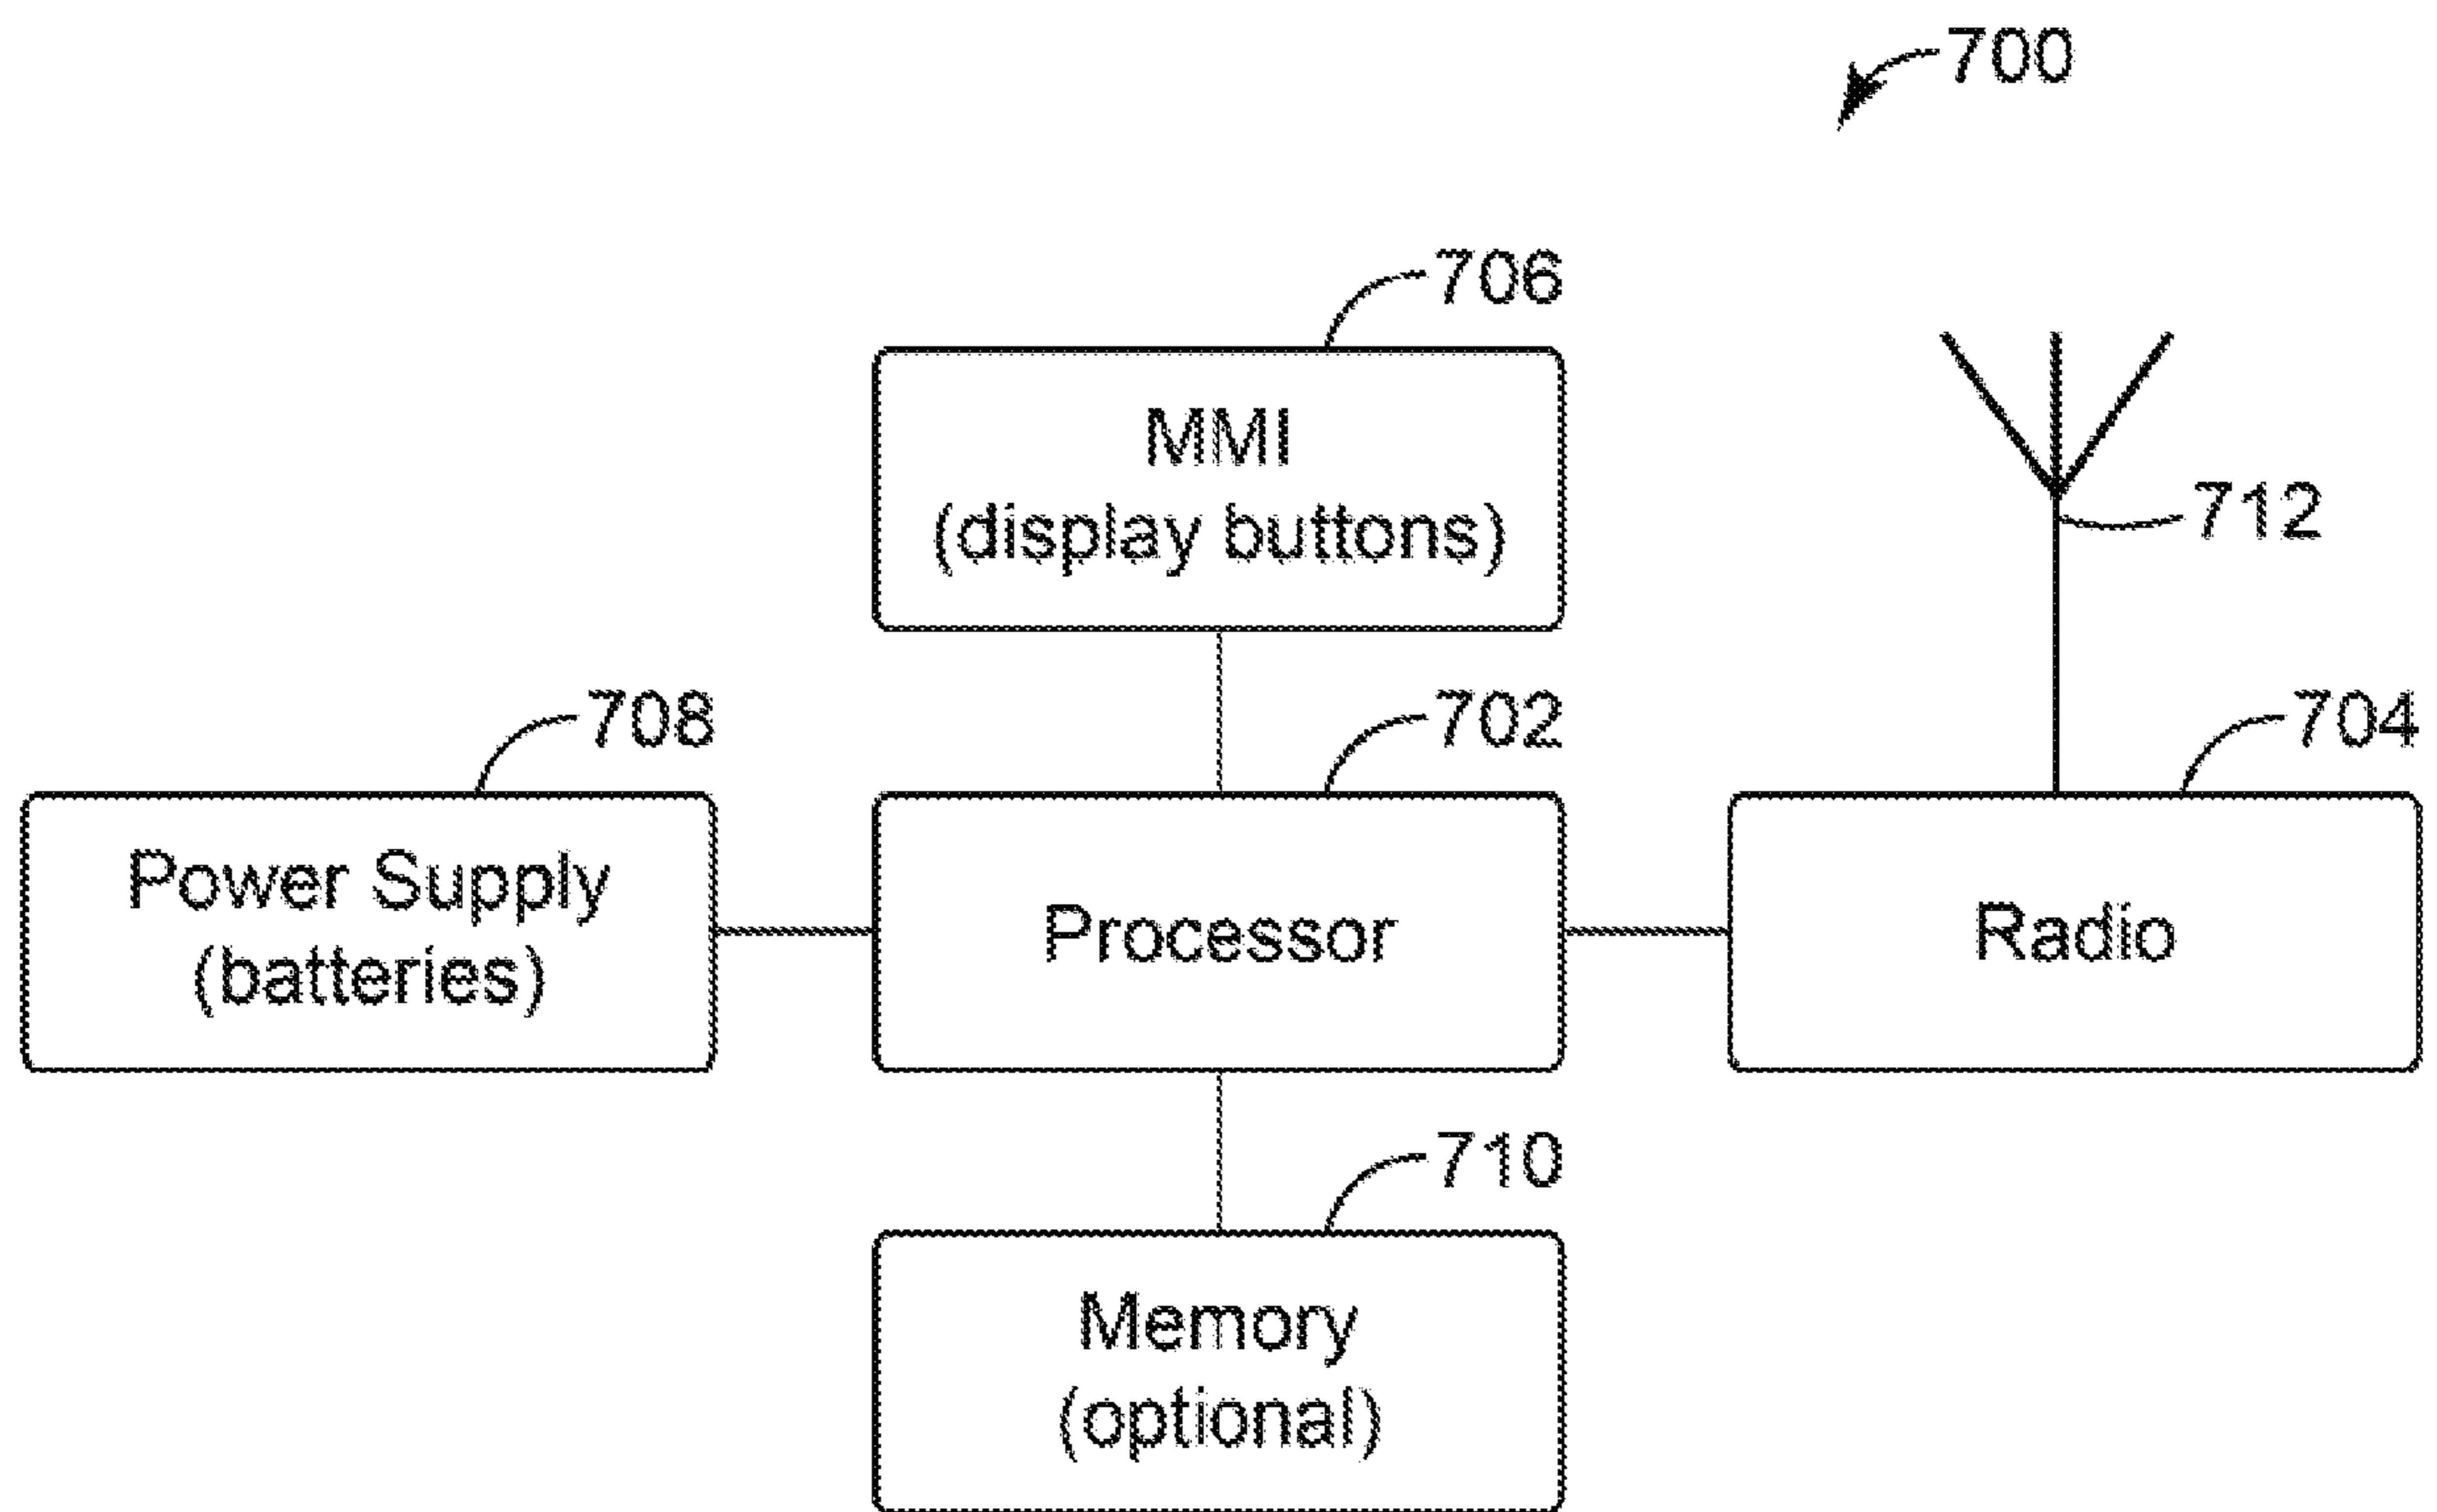 700
706
MMI
(display buttons)
712
708
702
704
Power Supply
(batteries)
Processor
Radio
710
Memory
(optional)